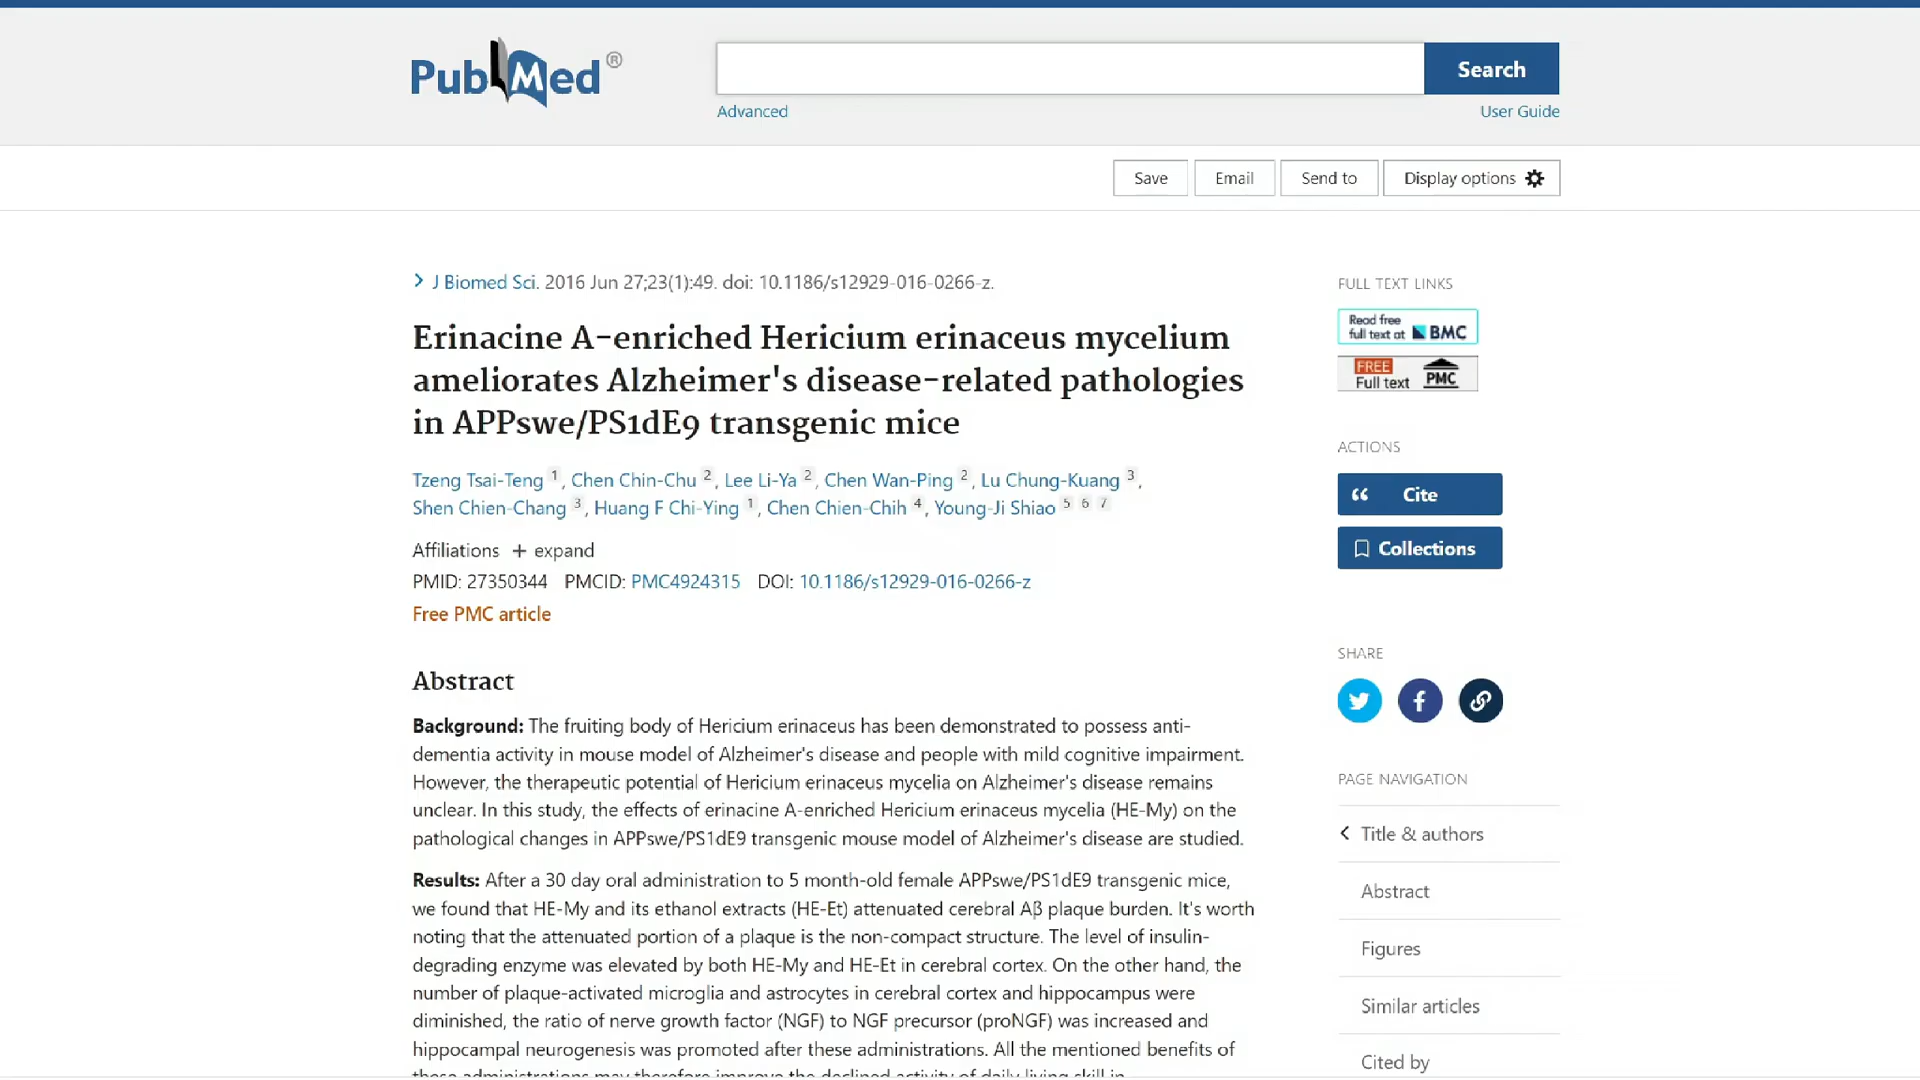 PubMed®
Search
Advanced
User Guide
Save
Email
Send to
Display options
J Biomed Sci. 2016 Jun 27;23(1):49. doi: 10.1186/s12929-016-0266-z.
Erinacine A-enriched Hericium erinaceus mycelium
ameliorates Alzheimer's disease-related pathologies
in APPswe/PS1dE9 transgenic mice
Tzeng Tsai-Teng 1, Chen Chin-Chu 2, Lee Li-Ya 2, Chen Wan-Ping 2, Lu Chung-Kuang 3,
Shen Chien-Chang 3, Huang F Chi-Ying 1, Chen Chien-Chih 4, Young-Ji Shiao 5 6 7
Affiliations + expand
PMID: 27350344 PMCID: PMC4924315 DOI: 10.1186/s12929-016-0266-z
Free PMC article
Abstract
Background: The fruiting body of Hericium erinaceus has been demonstrated to possess anti-
dementia activity in mouse model of Alzheimer's disease and people with mild cognitive impairment.
However, the therapeutic potential of Hericium erinaceus mycelia on Alzheimer's disease remains
unclear. In this study, the effects of erinacine A-enriched Hericium erinaceus mycelia (HE-My) on the
pathological changes in APPswe/PS1dE9 transgenic mouse model of Alzheimer's disease are studied.
Results: After a 30 day oral administration to 5 month-old female APPswe/PS1dE9 transgenic mice,
we found that HE-My and its ethanol extracts (HE-Et) attenuated cerebral Aβ plaque burden. It's worth
noting that the attenuated portion of a plaque is the non-compact structure. The level of insulin-
degrading enzyme was elevated by both HE-My and HE-Et in cerebral cortex. On the other hand, the
number of plaque-activated microglia and astrocytes in cerebral cortex and hippocampus were
diminished, the ratio of nerve growth factor (NGF) to NGF precursor (proNGF) was increased and
hippocampal neurogenesis was promoted after these administrations. All the mentioned benefits of
these administrations may therefore improve the declined activity of daily living skill in
FULL TEXT LINKS
Read free
full text at BMC
FREE
Full text PMC
ACTIONS
Cite
Collections
SHARE
PAGE NAVIGATION
Title & authors
Abstract
Figures
Similar articles
Cited by